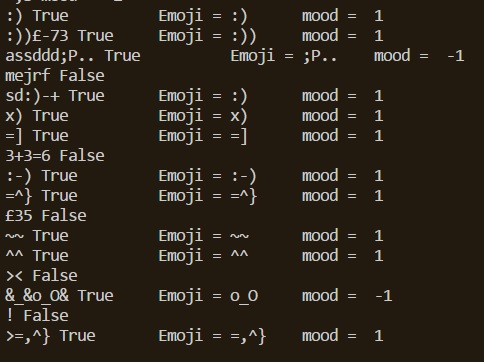 :) True Emoji = :) mood = 1
:))£-73 True Emoji = :)) mood = 1
assddd;P.. True Emoji = ;P.. mood = -1
mejrf False
sd:)-+ True Emoji = :) mood = 1
x) True Emoji = x) mood = 1
=] True Emoji = =] mood = 1
3+3=6 False
:-) True Emoji = :-) mood = 1
=^} True Emoji = =^} mood = 1
£35 False
~~ True Emoji = ~~ mood = 1
^^ True Emoji = ^^ mood = 1
>< False
&_&o_O& True Emoji = o_O mood = -1
! False
>=,^} True Emoji = =,^} mood = 1